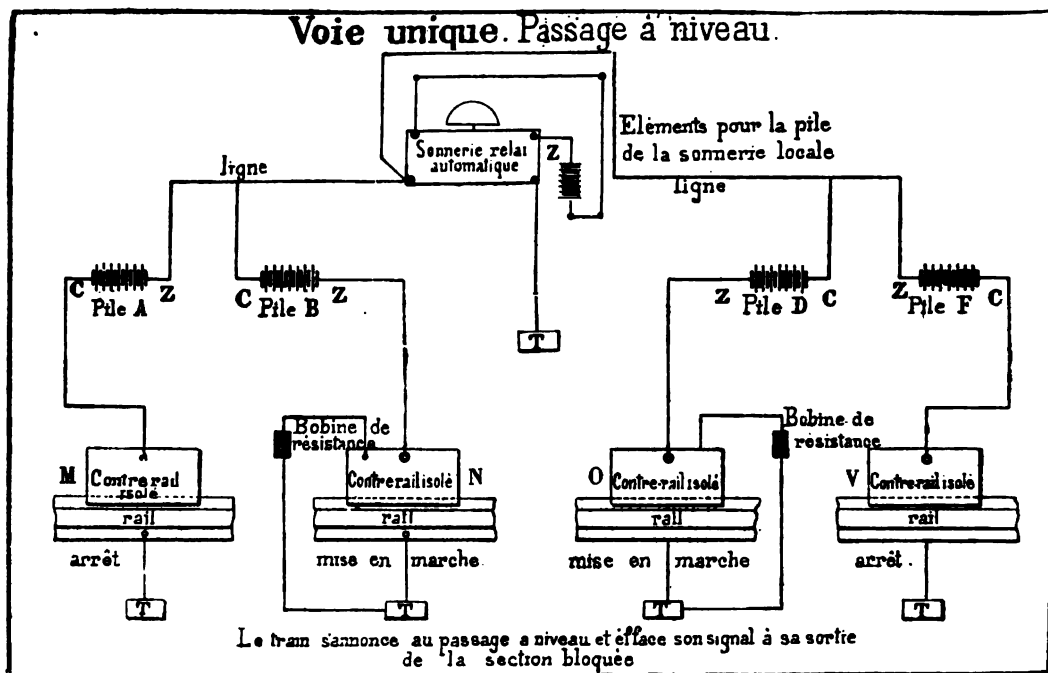 Voie unique. Passage à niveau.
Sonnerie relai
automatique
Z
Eléments pour la pile
de la sonnerie locale
ligne
ligne
C
Z
Pile A
C
Z
Pile B
Z
C
Pile D
Z
C
Pile F
T
Bobine de
résistance
Bobine de
résistance
M
Contre rail
isolé
N
Contre rail isolé
O
Contre-rail isolé
V
Contre-rail isolé
rail
rail
rail
rail
arrêt
mise en marche
mise en marche
arrêt.
T
T
T
T
Le train s'annonce au passage a niveau et éfface son signal à sa sortie
de la section bloquée